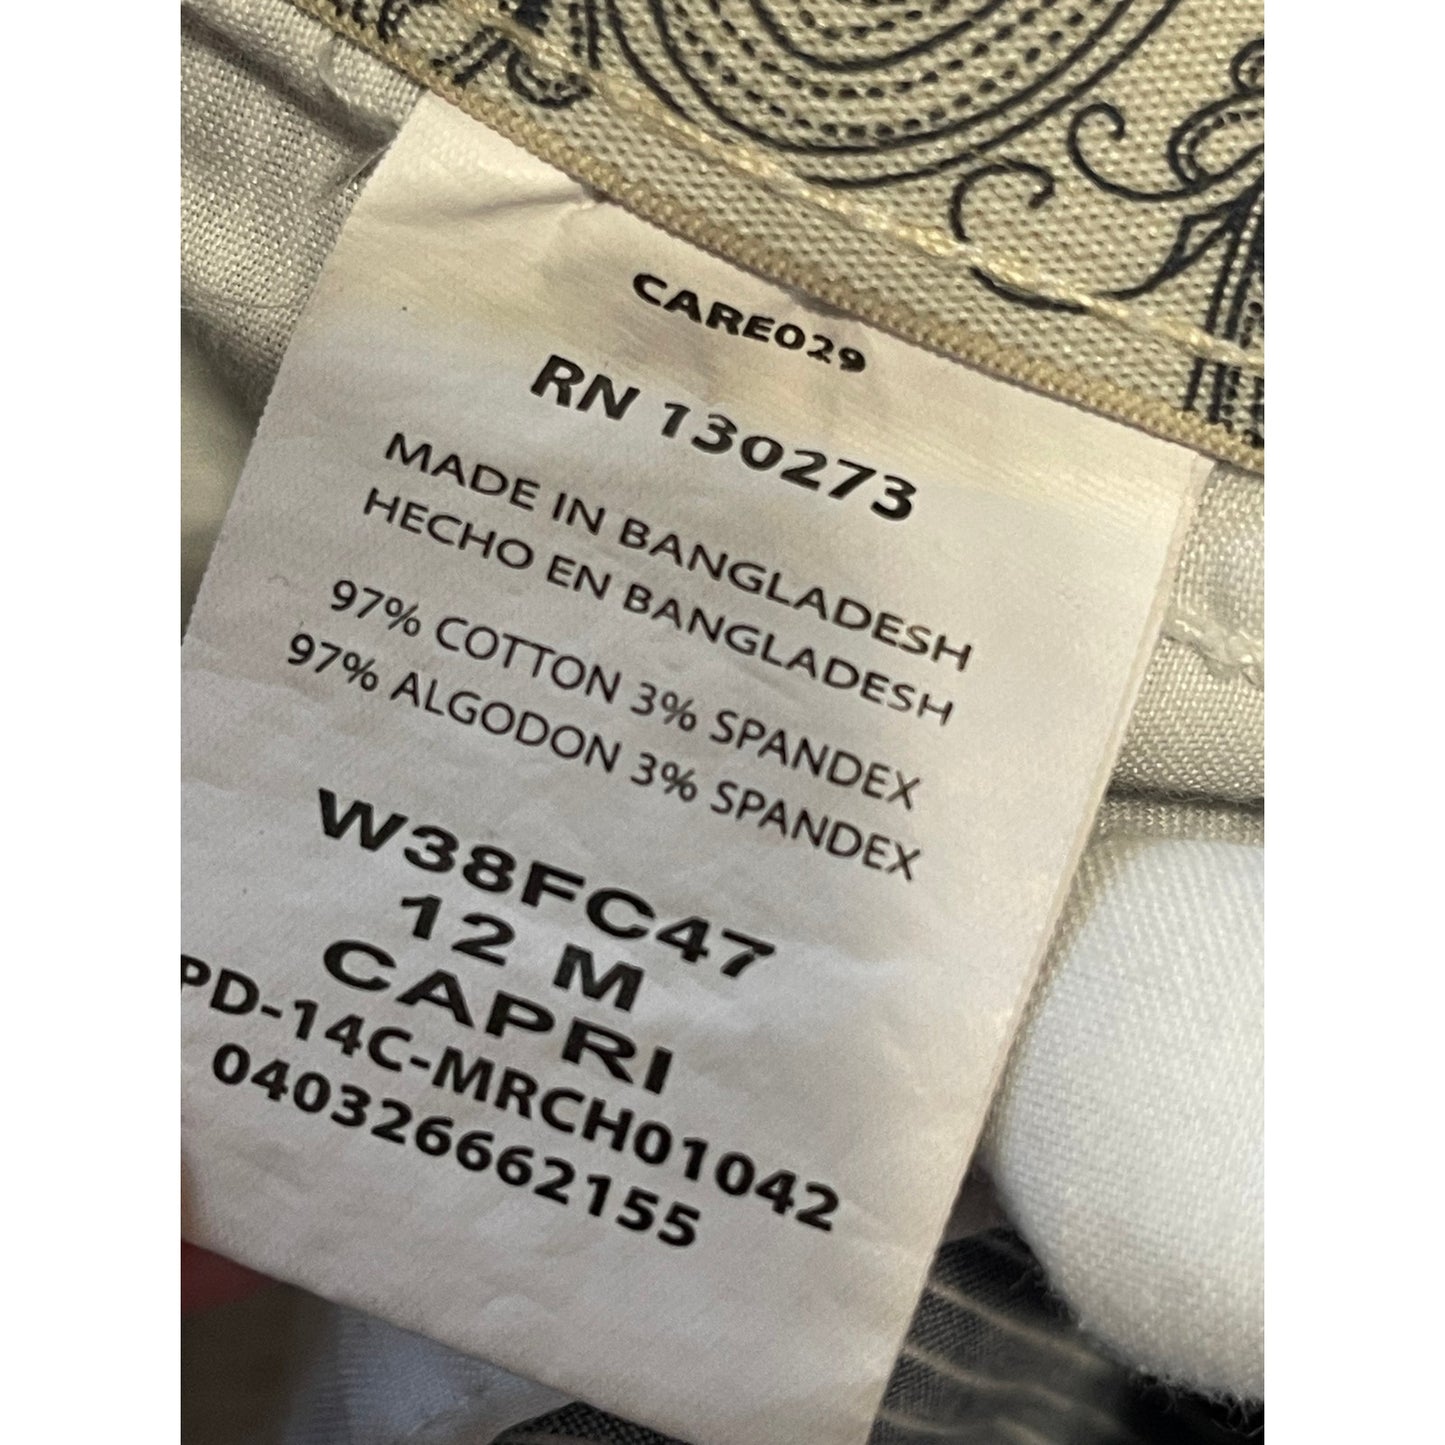 CARE029
RN 130273
MADE IN BANGLADESH
HECHO EN BANGLADESH
97% COTTON 3% SPANDEX
97% ALGODON 3% SPANDEX
W38FC47
12 M
CAPRI
PD-14C-MRCH01042
040326662155